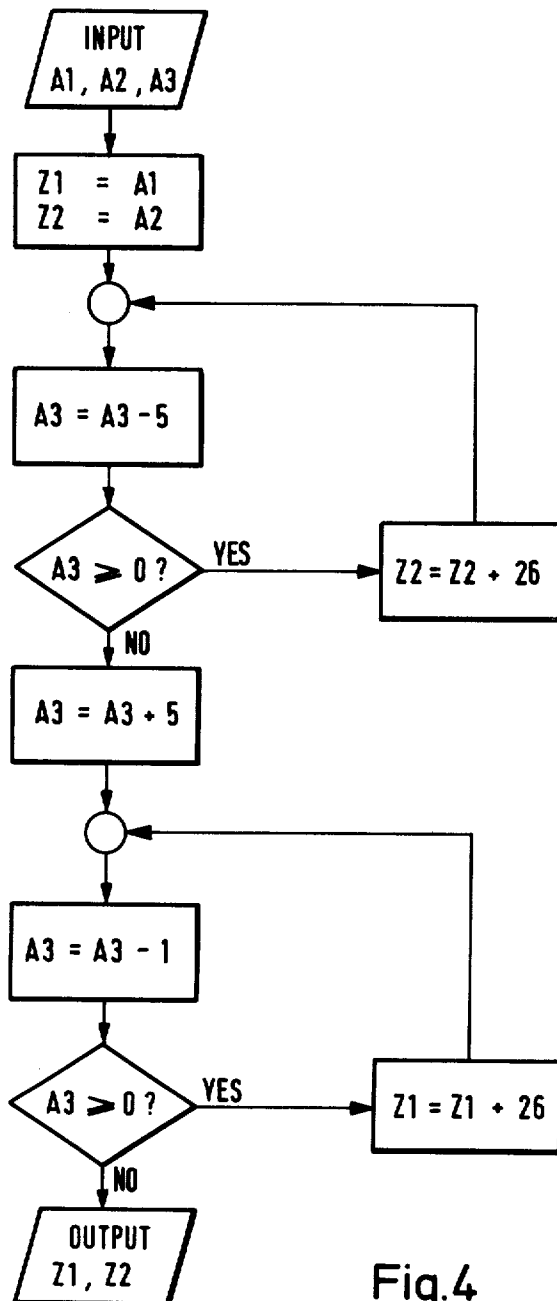 INPUT
A1, A2, A3
Z1 = A1
Z2 = A2
A3 = A3 - 5
A3 ⩾ 0 ?
YES
Z2 = Z2 + 26
NO
A3 = A3 + 5
A3 = A3 - 1
A3 ⩾ 0 ?
YES
Z1 = Z1 + 26
NO
OUTPUT
Z1, Z2
Fig.4